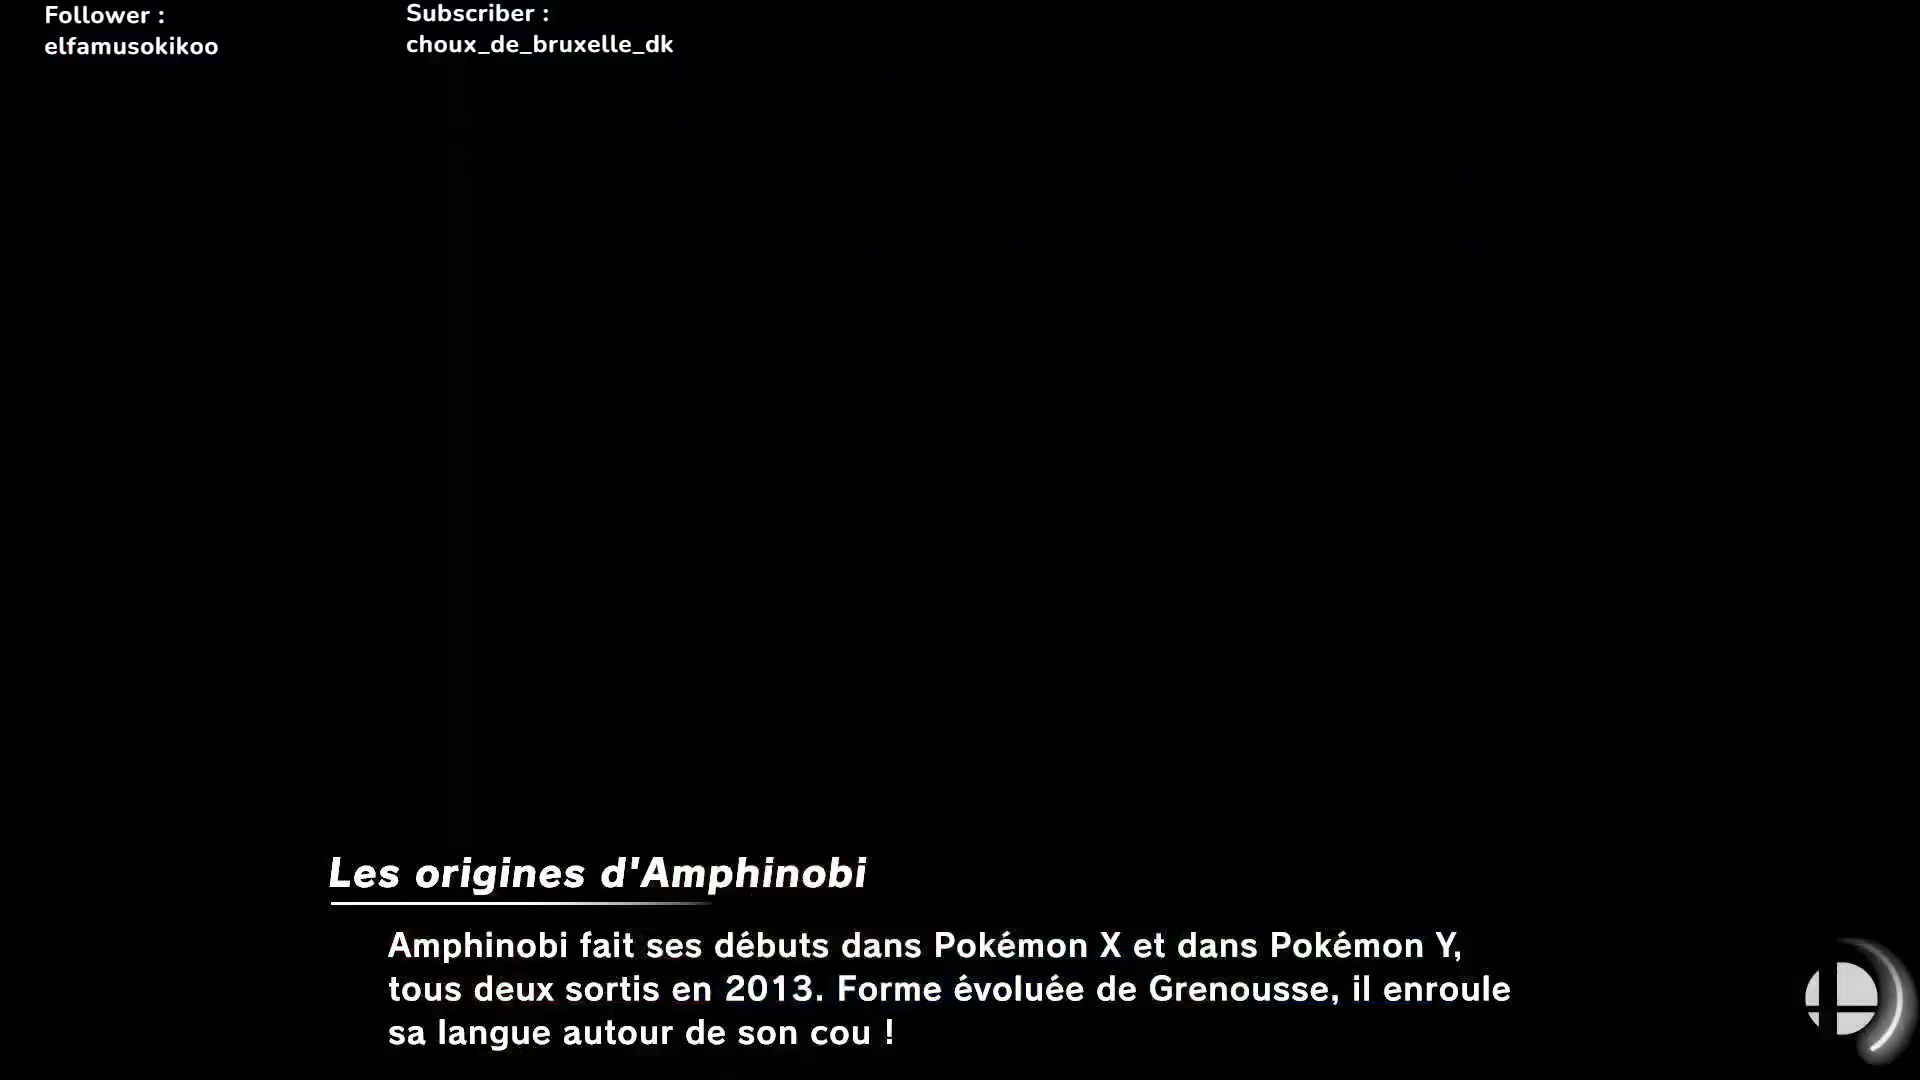 Follower :
elfamusokikoo
Subscriber :
choux_de_bruxelle_dk
Les origines d'Amphinobi
Amphinobi fait ses débuts dans Pokémon X et dans Pokémon Y,
tous deux sortis en 2013. Forme évoluée de Grenousse, il enroule
sa langue autour de son cou !